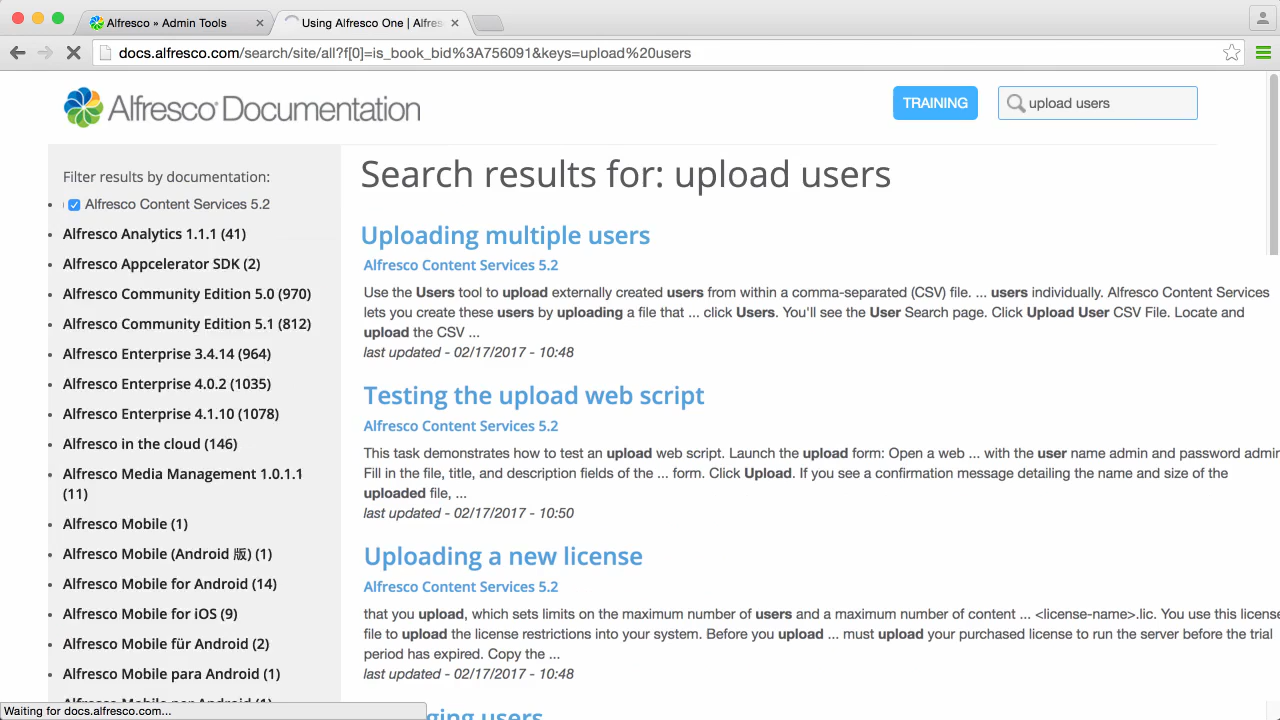 Alfresco » Admin Tools
Using Alfresco One | Alfres
docs.alfresco.com/search/site/all?f[0]=is_book_bid%3A756091&keys=upload%20users
Alfresco Documentation
TRAINING
upload users
Filter results by documentation:
Alfresco Content Services 5.2
Alfresco Analytics 1.1.1 (41)
Alfresco Appcelerator SDK (2)
Alfresco Community Edition 5.0 (970)
Alfresco Community Edition 5.1 (812)
Alfresco Enterprise 3.4.14 (964)
Alfresco Enterprise 4.0.2 (1035)
Alfresco Enterprise 4.1.10 (1078)
Alfresco in the cloud (146)
Alfresco Media Management 1.0.1.1
(11)
Alfresco Mobile (1)
Alfresco Mobile (Android 版) (1)
Alfresco Mobile for Android (14)
Alfresco Mobile for iOS (9)
Alfresco Mobile für Android (2)
Alfresco Mobile para Android (1)
Search results for: upload users
Uploading multiple users
Alfresco Content Services 5.2
Use the Users tool to upload externally created users from within a comma-separated (CSV) file. ... users individually. Alfresco Content Services
lets you create these users by uploading a file that ... click Users. You'll see the User Search page. Click Upload User CSV File. Locate and
upload the CSV ...
last updated - 02/17/2017 - 10:48
Testing the upload web script
Alfresco Content Services 5.2
This task demonstrates how to test an upload web script. Launch the upload form: Open a web ... with the user name admin and password admin
Fill in the file, title, and description fields of the ... form. Click Upload. If you see a confirmation message detailing the name and size of the
uploaded file, ...
last updated - 02/17/2017 - 10:50
Uploading a new license
Alfresco Content Services 5.2
that you upload, which sets limits on the maximum number of users and a maximum number of content ... <license-name>.lic. You use this license
file to upload the license restrictions into your system. Before you upload ... must upload your purchased license to run the server before the trial
period has expired. Copy the ...
last updated - 02/17/2017 - 10:48
ging users
Waiting for docs.alfresco.com...